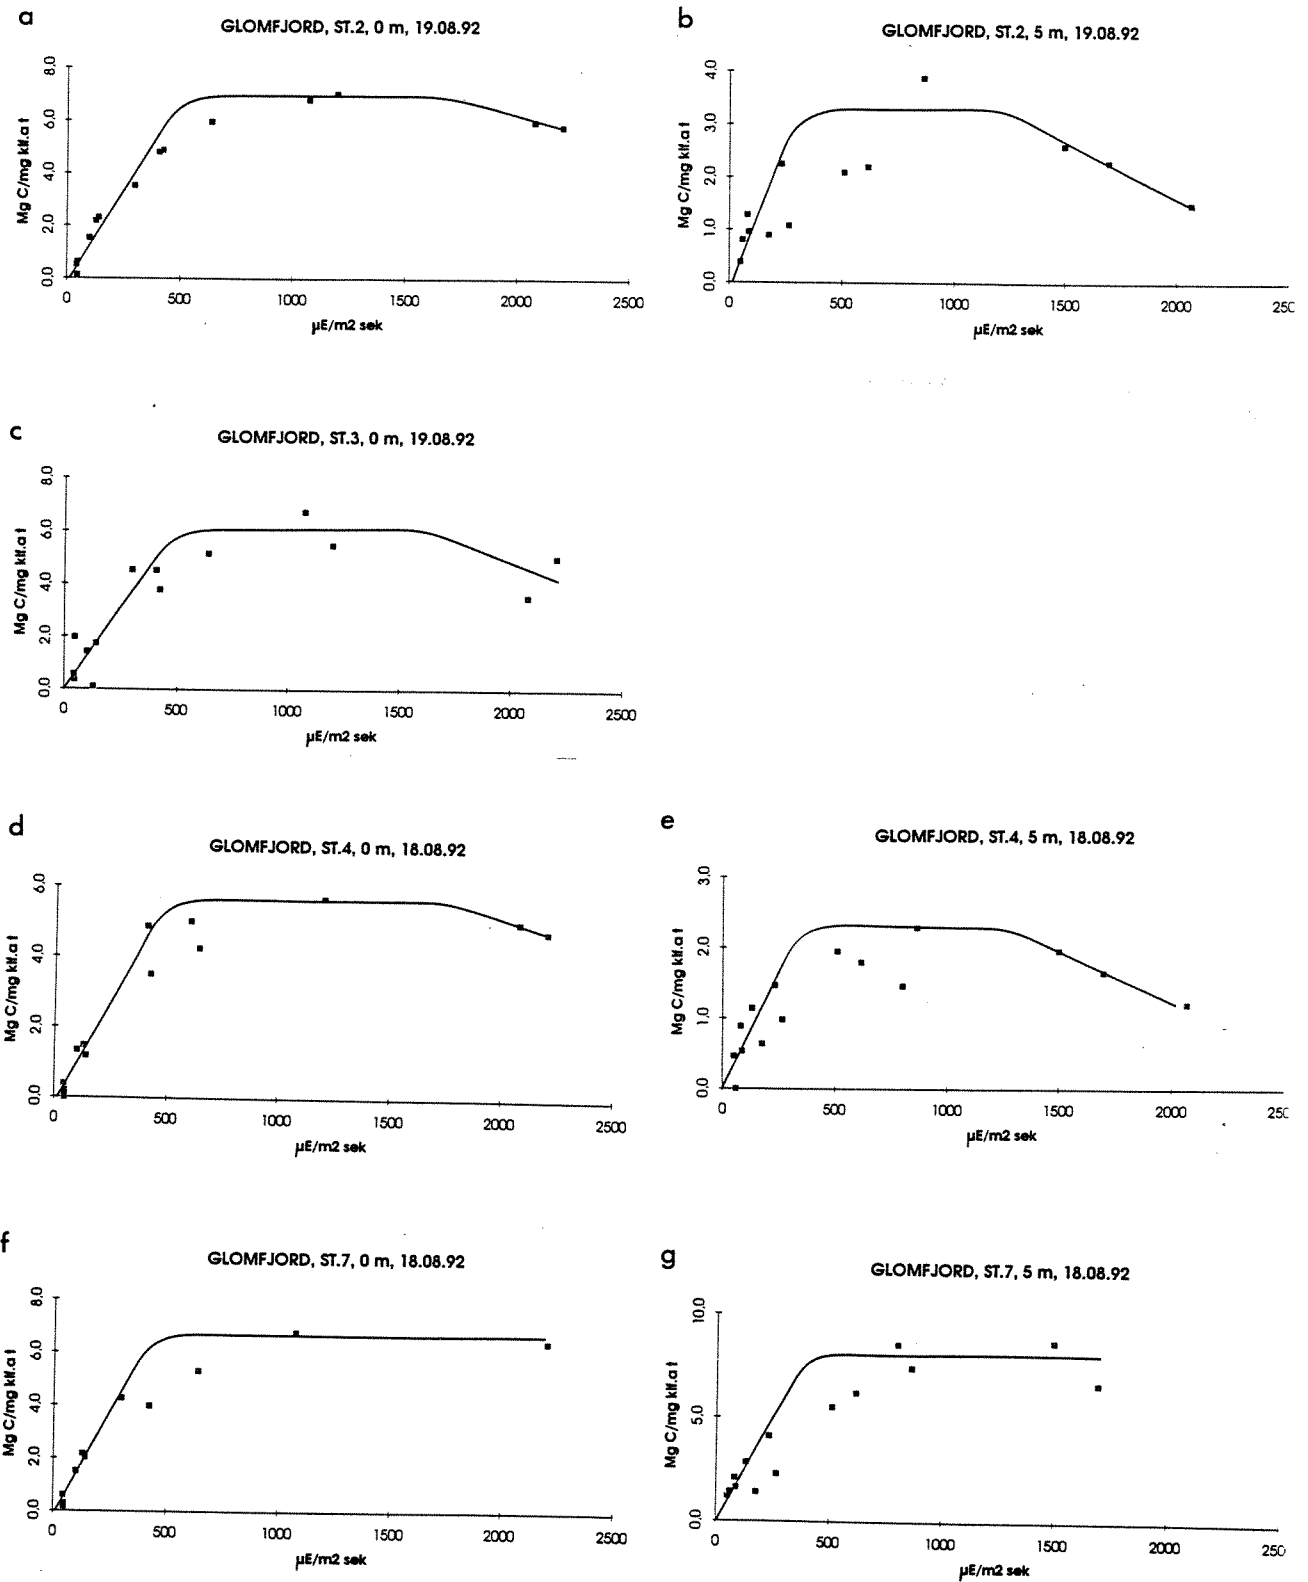 a
GLOMFJORD, ST.2, 0 m, 19.08.92
Mg C/mg klf.a t
8.0
6.0
4.0
2.0
0.0
0 500 1000 1500 2000 2500
µE/m2 sek
b
GLOMFJORD, ST.2, 5 m, 19.08.92
Mg C/mg klf.a t
4.0
3.0
2.0
1.0
0.0
0 500 1000 1500 2000 250
µE/m2 sek
c
GLOMFJORD, ST.3, 0 m, 19.08.92
Mg C/mg klf.a t
8.0
6.0
4.0
2.0
0.0
0 500 1000 1500 2000 2500
µE/m2 sek
d
GLOMFJORD, ST.4, 0 m, 18.08.92
Mg C/mg klf.a t
6.0
4.0
2.0
0.0
0 500 1000 1500 2000 2500
µE/m2 sek
e
GLOMFJORD, ST.4, 5 m, 18.08.92
Mg C/mg klf.a t
3.0
2.0
1.0
0.0
0 500 1000 1500 2000 250
µE/m2 sek
f
GLOMFJORD, ST.7, 0 m, 18.08.92
Mg C/mg klf.a t
8.0
6.0
4.0
2.0
0.0
0 500 1000 1500 2000 2500
µE/m2 sek
g
GLOMFJORD, ST.7, 5 m, 18.08.92
Mg C/mg klf.a t
10.0
5.0
0.0
0 500 1000 1500 2000 250
µE/m2 sek